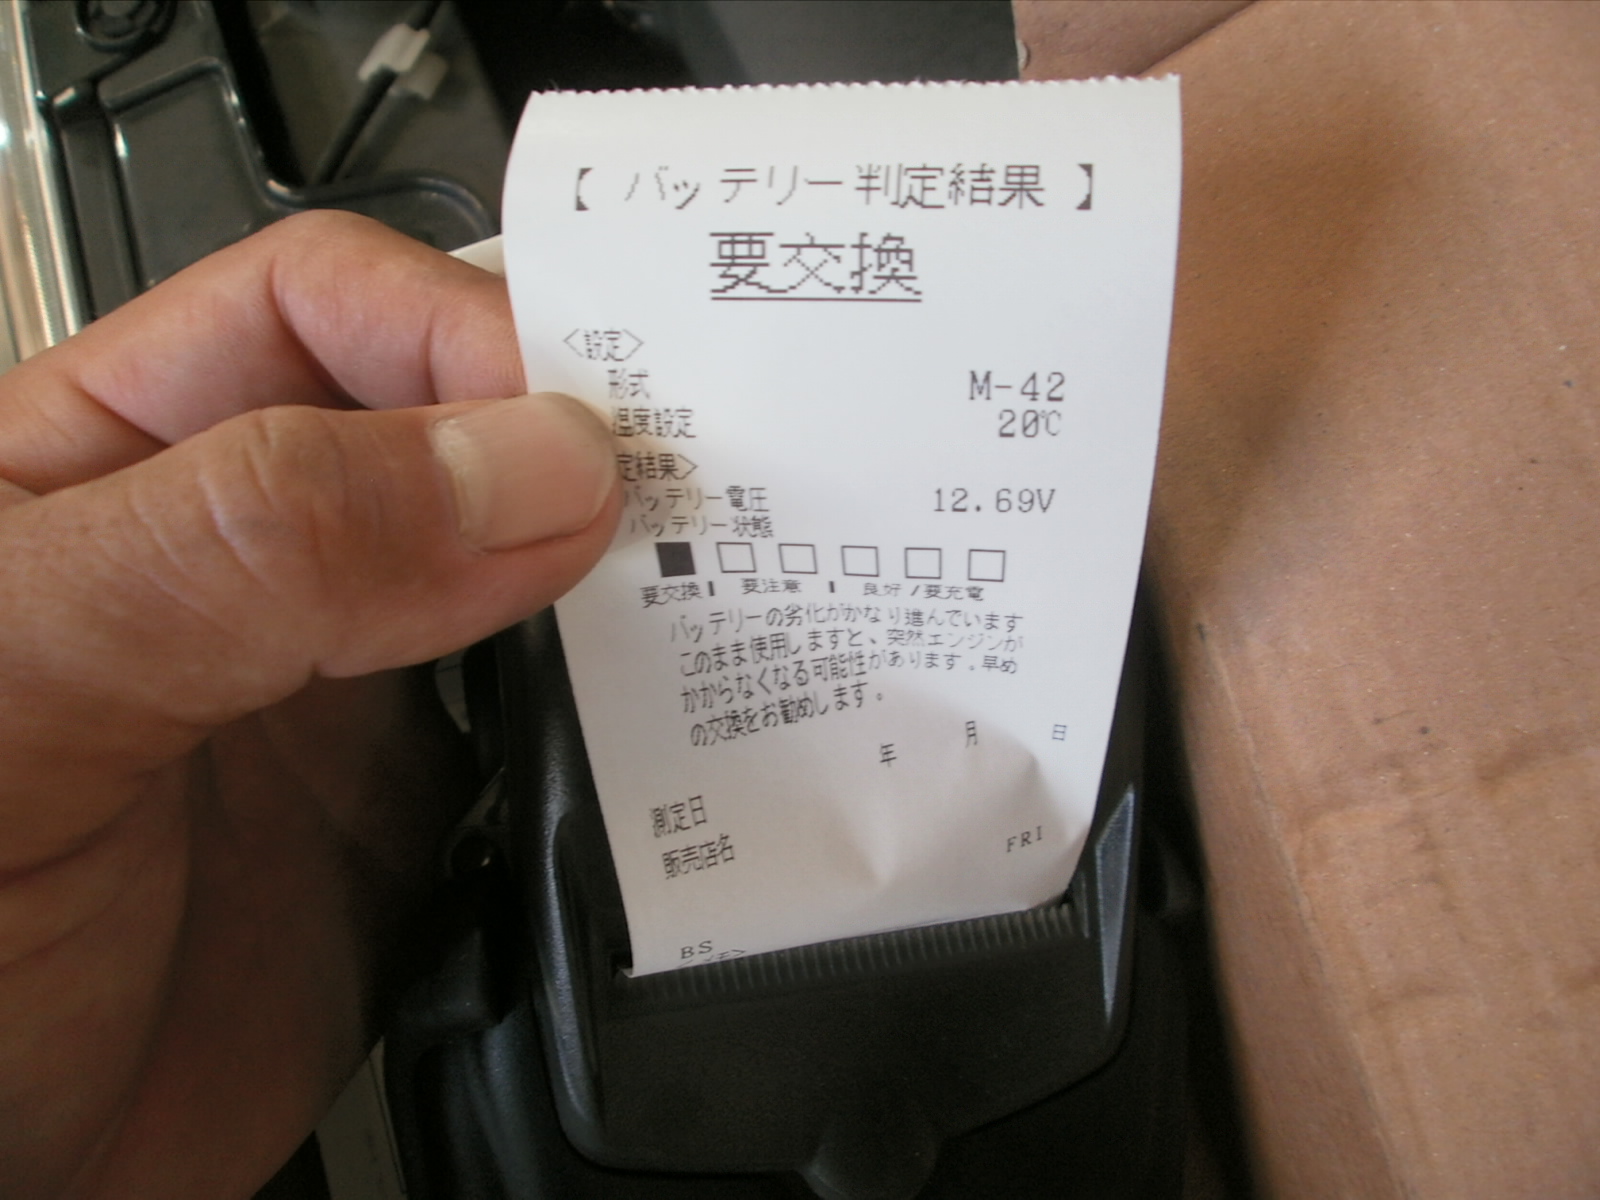 【 バッテリー判定結果 】
要交換
<設定>
形式 M-42
温度設定 20℃
定結果>
バッテリー電圧 12.69V
バッテリー状態
要交換 要注意 良好/要充電
バッテリーの劣化がかなり進んでいます
このまま使用しますと、突然エンジンが
かからなくなる可能性があります.早め
の交換をお勧めします。
年 月 日
測定日
販売店名
FRI
BS